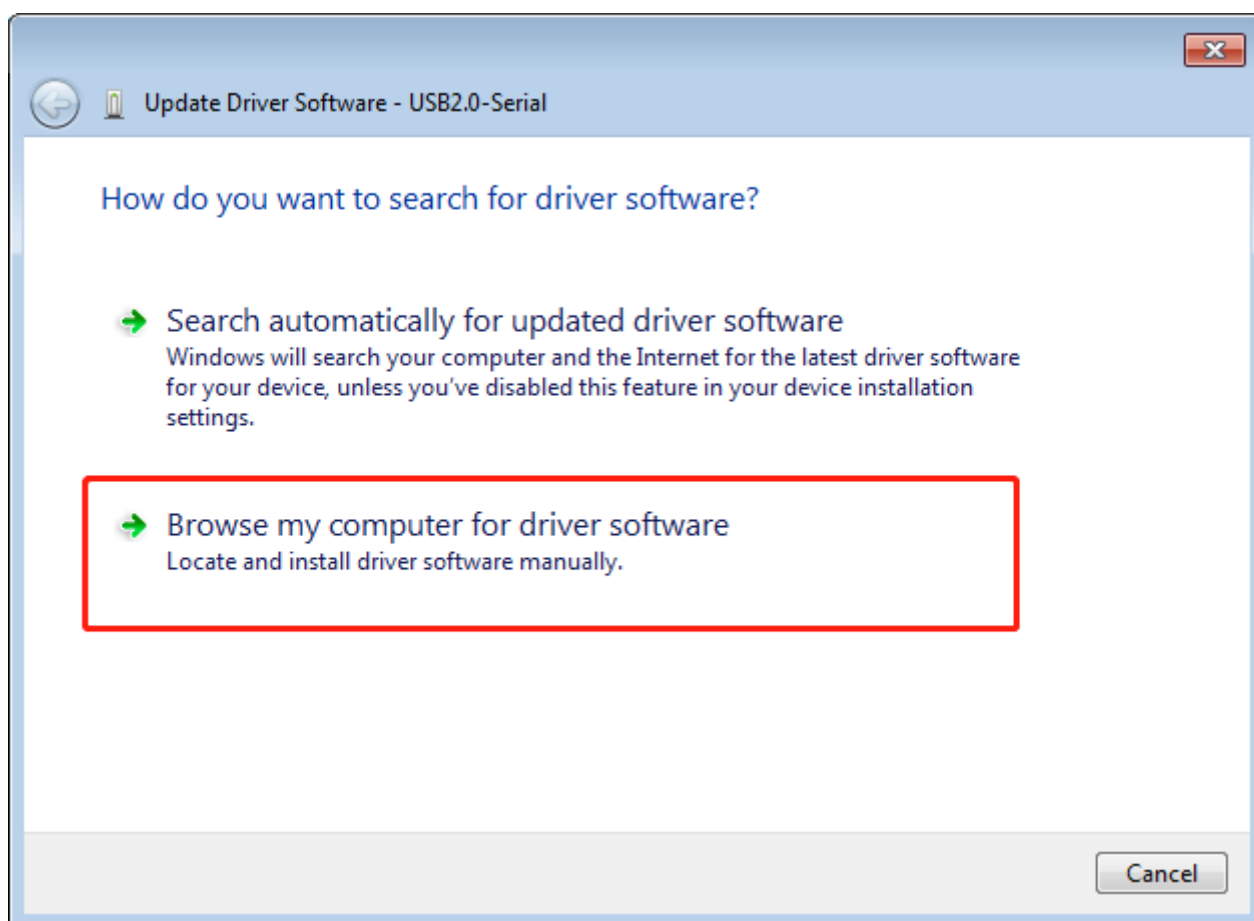 Update Driver Software - USB2.0-Serial
How do you want to search for driver software?
Search automatically for updated driver software
Windows will search your computer and the Internet for the latest driver software
for your device, unless you've disabled this feature in your device installation
settings.
Browse my computer for driver software
Locate and install driver software manually.
Cancel